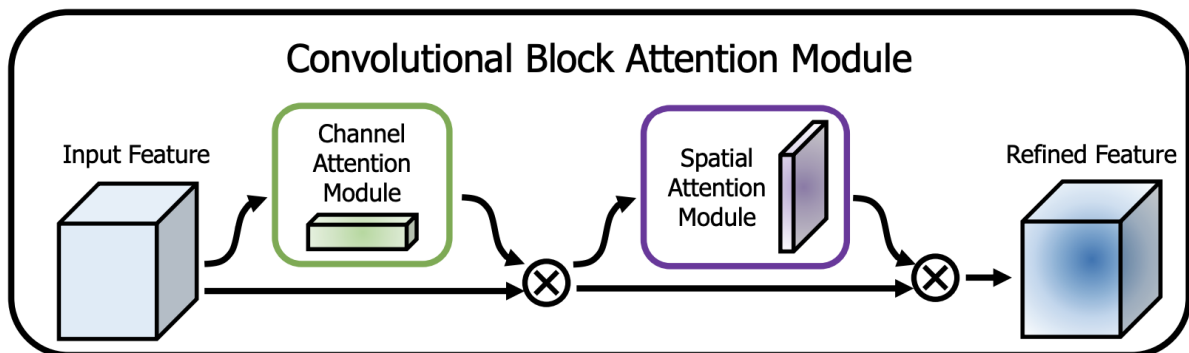 Convolutional Block Attention Module
Input Feature
Channel
Attention
Module
Spatial
Attention
Module
Refined Feature